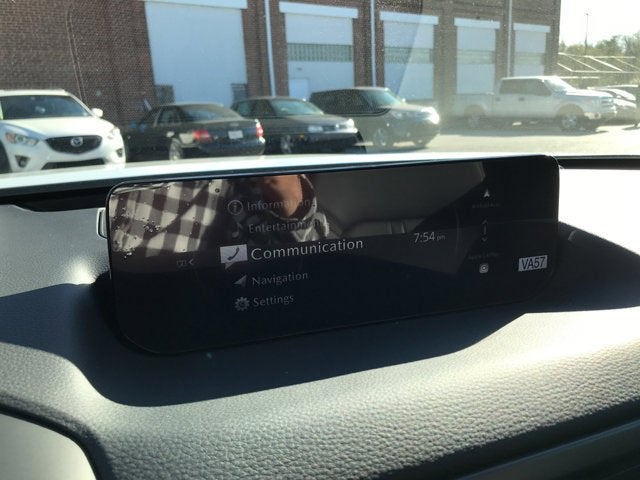 Information
Entertainment
Communication
7:54 pm
Navigation
Settings
VA57